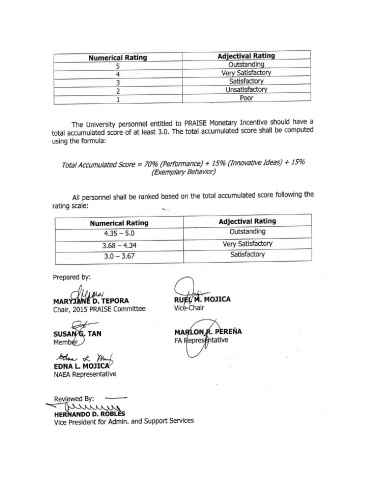 Numerical Rating Adjectival Rating
5 Outstanding
4 Very Satisfactory
3 Satisfactory
2 Unsatisfactory
1 Poor
The University personnel entitled to PRAISE Monetary Incentive should have a
total accumulated score of at least 3.0. The total accumulated score shall be computed
using the formula:
Total Accumulated Score = 70% (Performance) + 15% (Innovative Ideas) + 15%
(Exemplary Behavior)
All personnel shall be ranked based on the total accumulated score following the
rating scale:
Numerical Rating Adjectival Rating
4.35 – 5.0 Outstanding
3.68 – 4.34 Very Satisfactory
3.0 – 3.67 Satisfactory
Prepared by:
MARYJANE D. TEPORA RUEL M. MOJICA
Chair, 2015 PRAISE Committee Vice-Chair
SUSAN G. TAN MARLON R. PEREÑA
Member FA Representative
EDNA L. MOJICA
NAEA Representative
Reviewed By:
HERNANDO D. ROBLES
Vice President for Admin. and Support Services